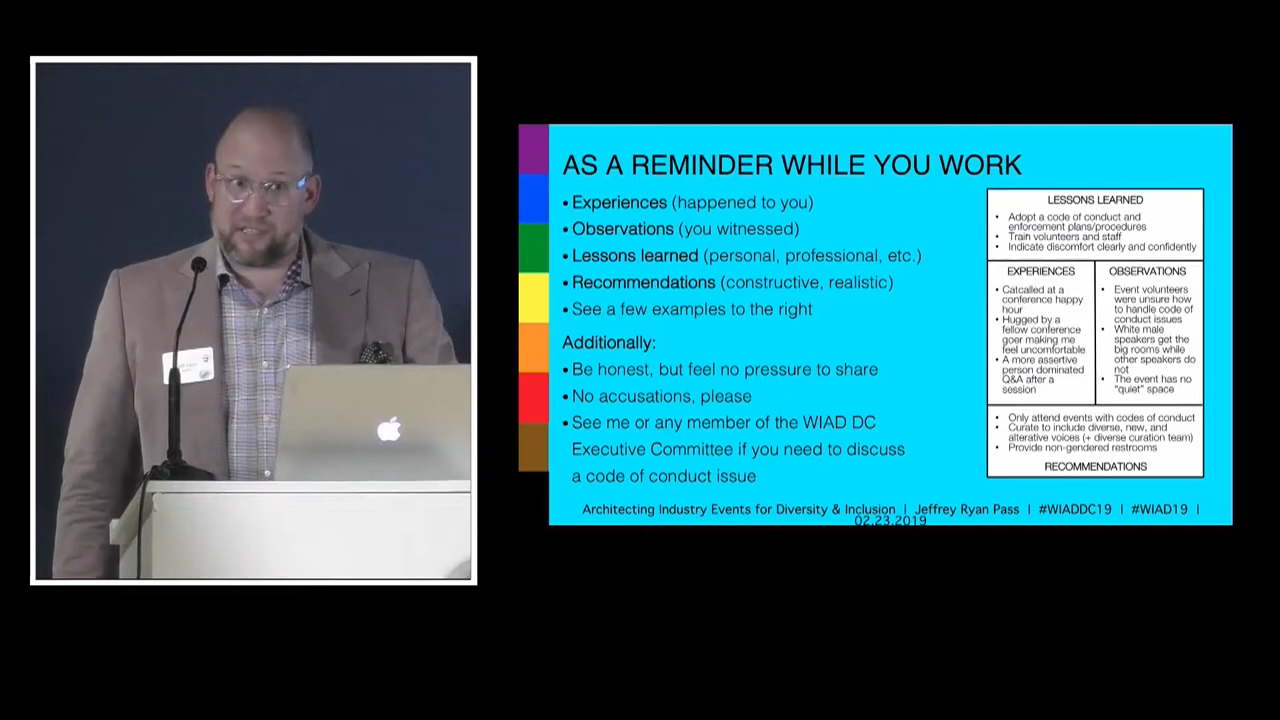 AS A REMINDER WHILE YOU WORK
• Experiences (happened to you)
• Observations (you witnessed)
• Lessons learned (personal, professional, etc.)
• Recommendations (constructive, realistic)
• See a few examples to the right
Additionally:
• Be honest, but feel no pressure to share
• No accusations, please
• See me or any member of the WIAD DC
Executive Committee if you need to discuss
a code of conduct issue
LESSONS LEARNED
• Adopt a code of conduct and
enforcement plans/procedures
• Train volunteers and staff
• Indicate discomfort clearly and confidently
EXPERIENCES
• Catcalled at a
conference happy
hour
• Hugged by a
fellow conference
goer making me
feel uncomfortable
• A more assertive
person dominated
Q&A after a
session
OBSERVATIONS
• Event volunteers
were unsure how
to handle code of
conduct issues
• White male
speakers get the
big rooms while
other speakers do
not
• The event has no
"quiet" space
• Only attend events with codes of conduct
• Curate to include diverse, new, and
alterative voices (+ diverse curation team)
• Provide non-gendered restrooms
RECOMMENDATIONS
Architecting Industry Events for Diversity & Inclusion | Jeffrey Ryan Pass | #WIADDC19 | #WIAD19 |
02.23.2019